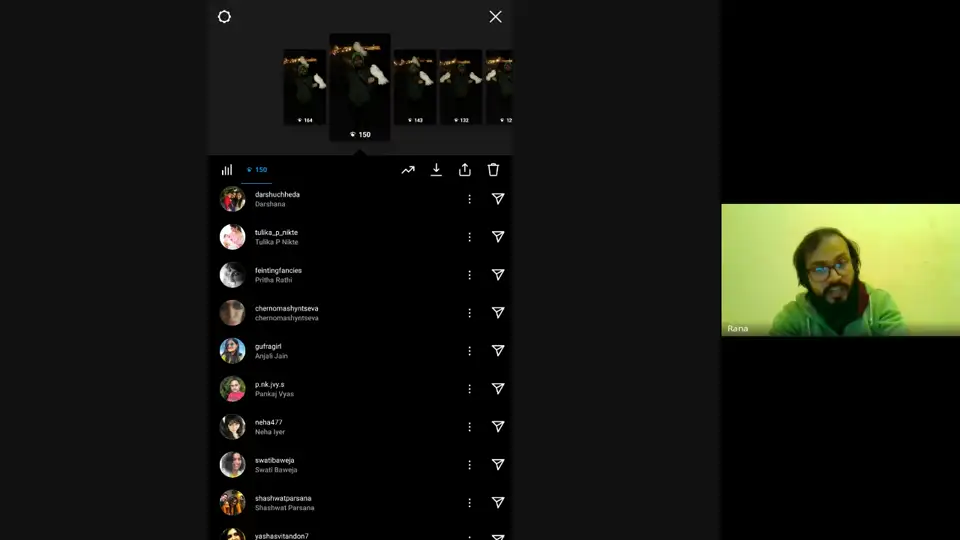 164
150
143
132
12
150
darshuchheda
Darshana
tulika_p_nikte
Tulika P Nikte
feintingfancies
Pritha Rathi
chernomashyntseva
chernomashyntseva
gufragirl
Anjali Jain
p.nk.jvy.s
Pankaj Vyas
neha477
Neha Iyer
swatibaweja
Swati Baweja
shashwatparsana
Shashwat Parsana
yashasvitandon7
Rana